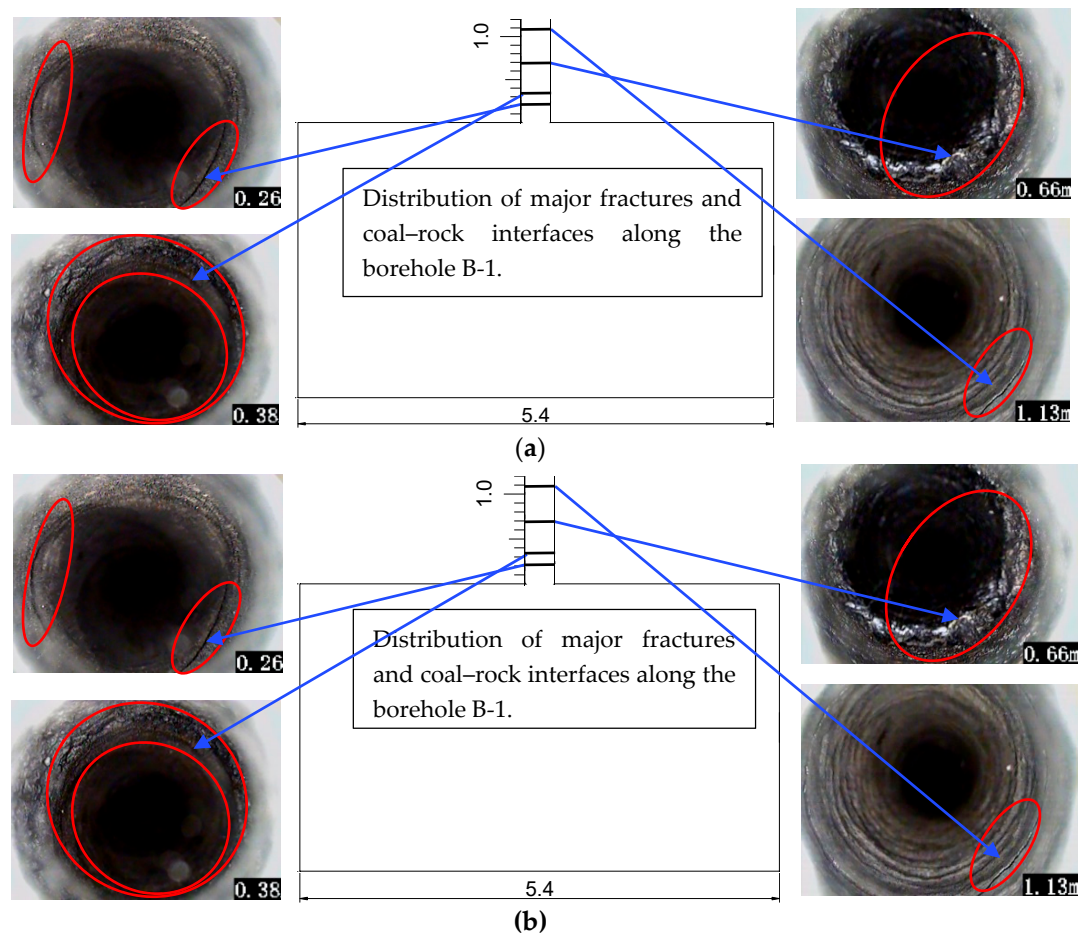 1.0
0.26
0.66m
Distribution of major fractures and
coal–rock interfaces along the
borehole B-1.
0.38
1.13m
5.4
(a)
1.0
0.26
0.66m
Distribution of major fractures
and coal–rock interfaces along the
borehole B-1.
0.38
1.13m
5.4
(b)